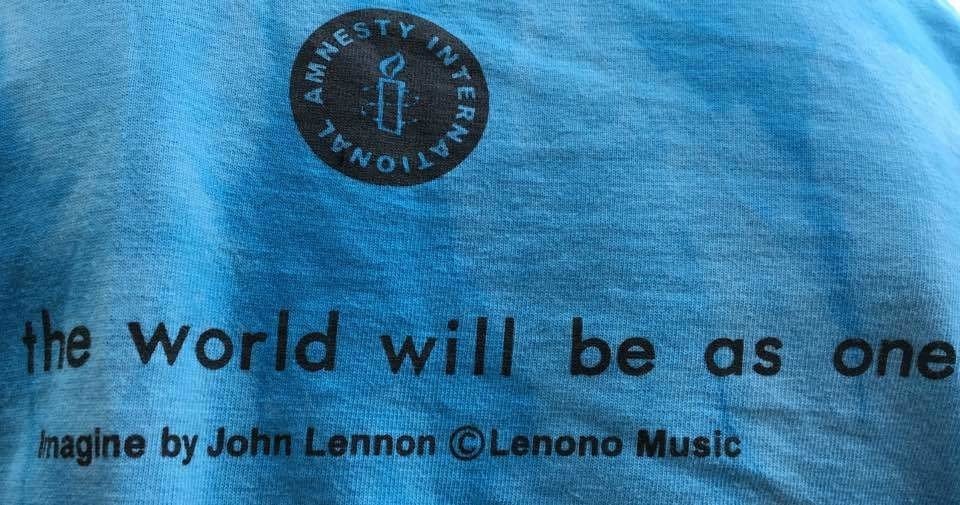 AMNESTY INTERNATIONAL
the world will be as one
Imagine by John Lennon ©Lenono Music